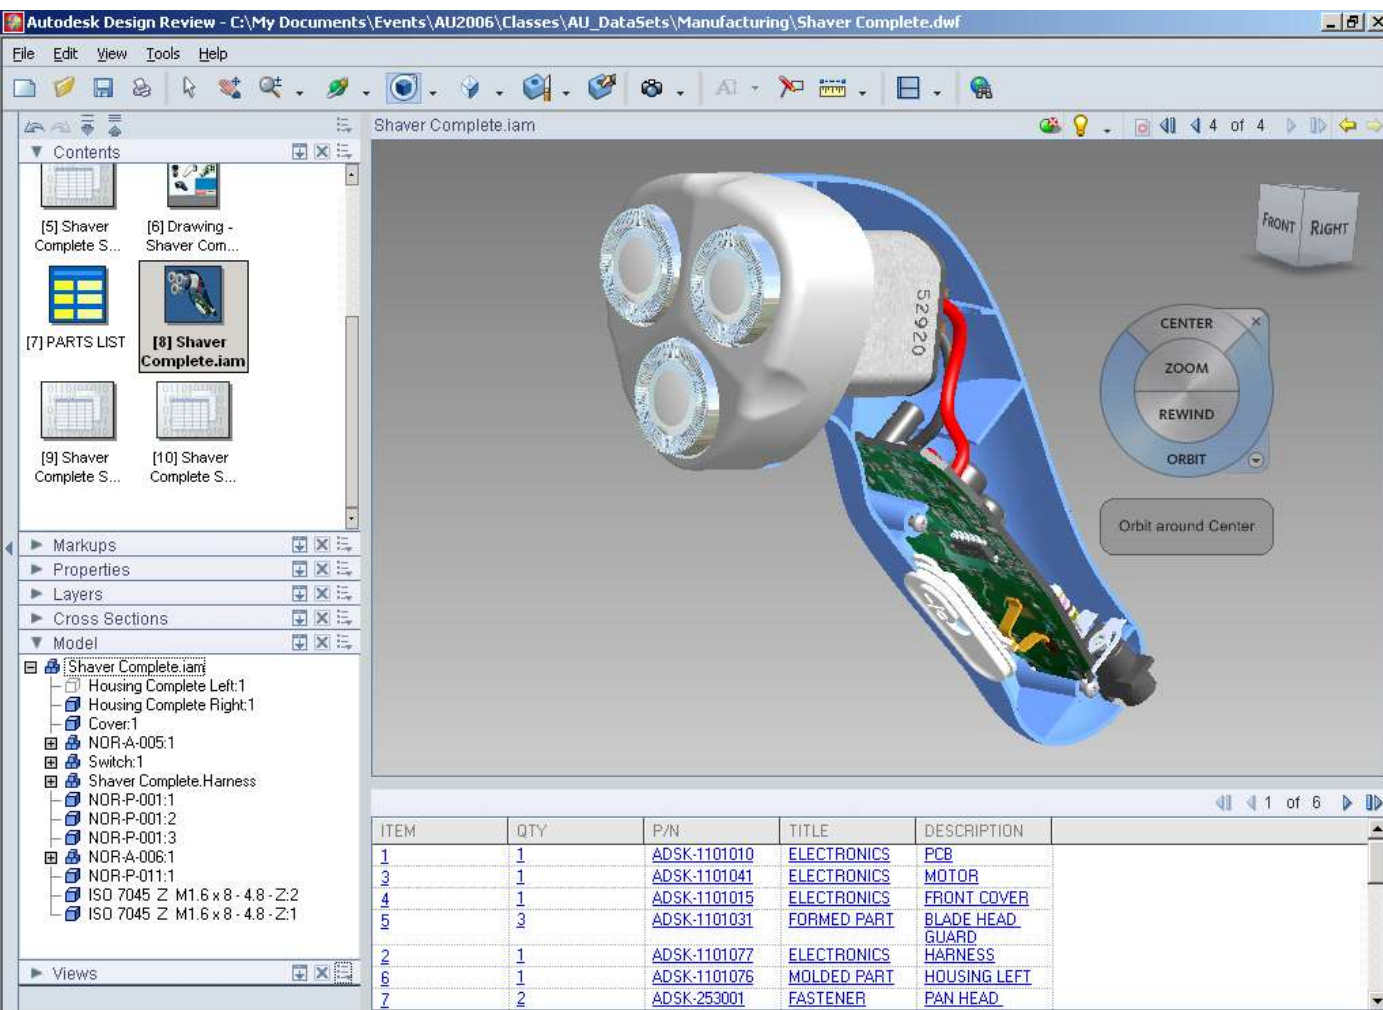 Autodesk Design Review - C:\My Documents\Events\AU2006\Classes\AU_DataSets\Manufacturing\Shaver Complete.dwf
File Edit View Tools Help
Shaver Complete.iam
4 of 4
Contents
[5] Shaver
Complete S...
[6] Drawing -
Shaver Com...
[7] PARTS LIST
[8] Shaver
Complete.iam
[9] Shaver
Complete S...
[10] Shaver
Complete S...
Markups
Properties
Layers
Cross Sections
Model
Shaver Complete.iam
Housing Complete Left:1
Housing Complete Right:1
Cover:1
NOR-A-005:1
Switch:1
Shaver Complete.Harness
NOR-P-001:1
NOR-P-001:2
NOR-P-001:3
NOR-A-006:1
NOR-P-011:1
ISO 7045 Z M1.6 x 8 - 4.8 - Z:2
ISO 7045 Z M1.6 x 8 - 4.8 - Z:1
Views
52920
FRONT RIGHT
CENTER
ZOOM
REWIND
ORBIT
Orbit around Center
1 of 6
ITEM QTY P/N TITLE DESCRIPTION
1 1 ADSK-1101010 ELECTRONICS PCB
3 1 ADSK-1101041 ELECTRONICS MOTOR
4 1 ADSK-1101015 ELECTRONICS FRONT COVER
5 3 ADSK-1101031 FORMED PART BLADE HEAD
GUARD
2 1 ADSK-1101077 ELECTRONICS HARNESS
6 1 ADSK-1101076 MOLDED PART HOUSING LEFT
7 2 ADSK-253001 FASTENER PAN HEAD